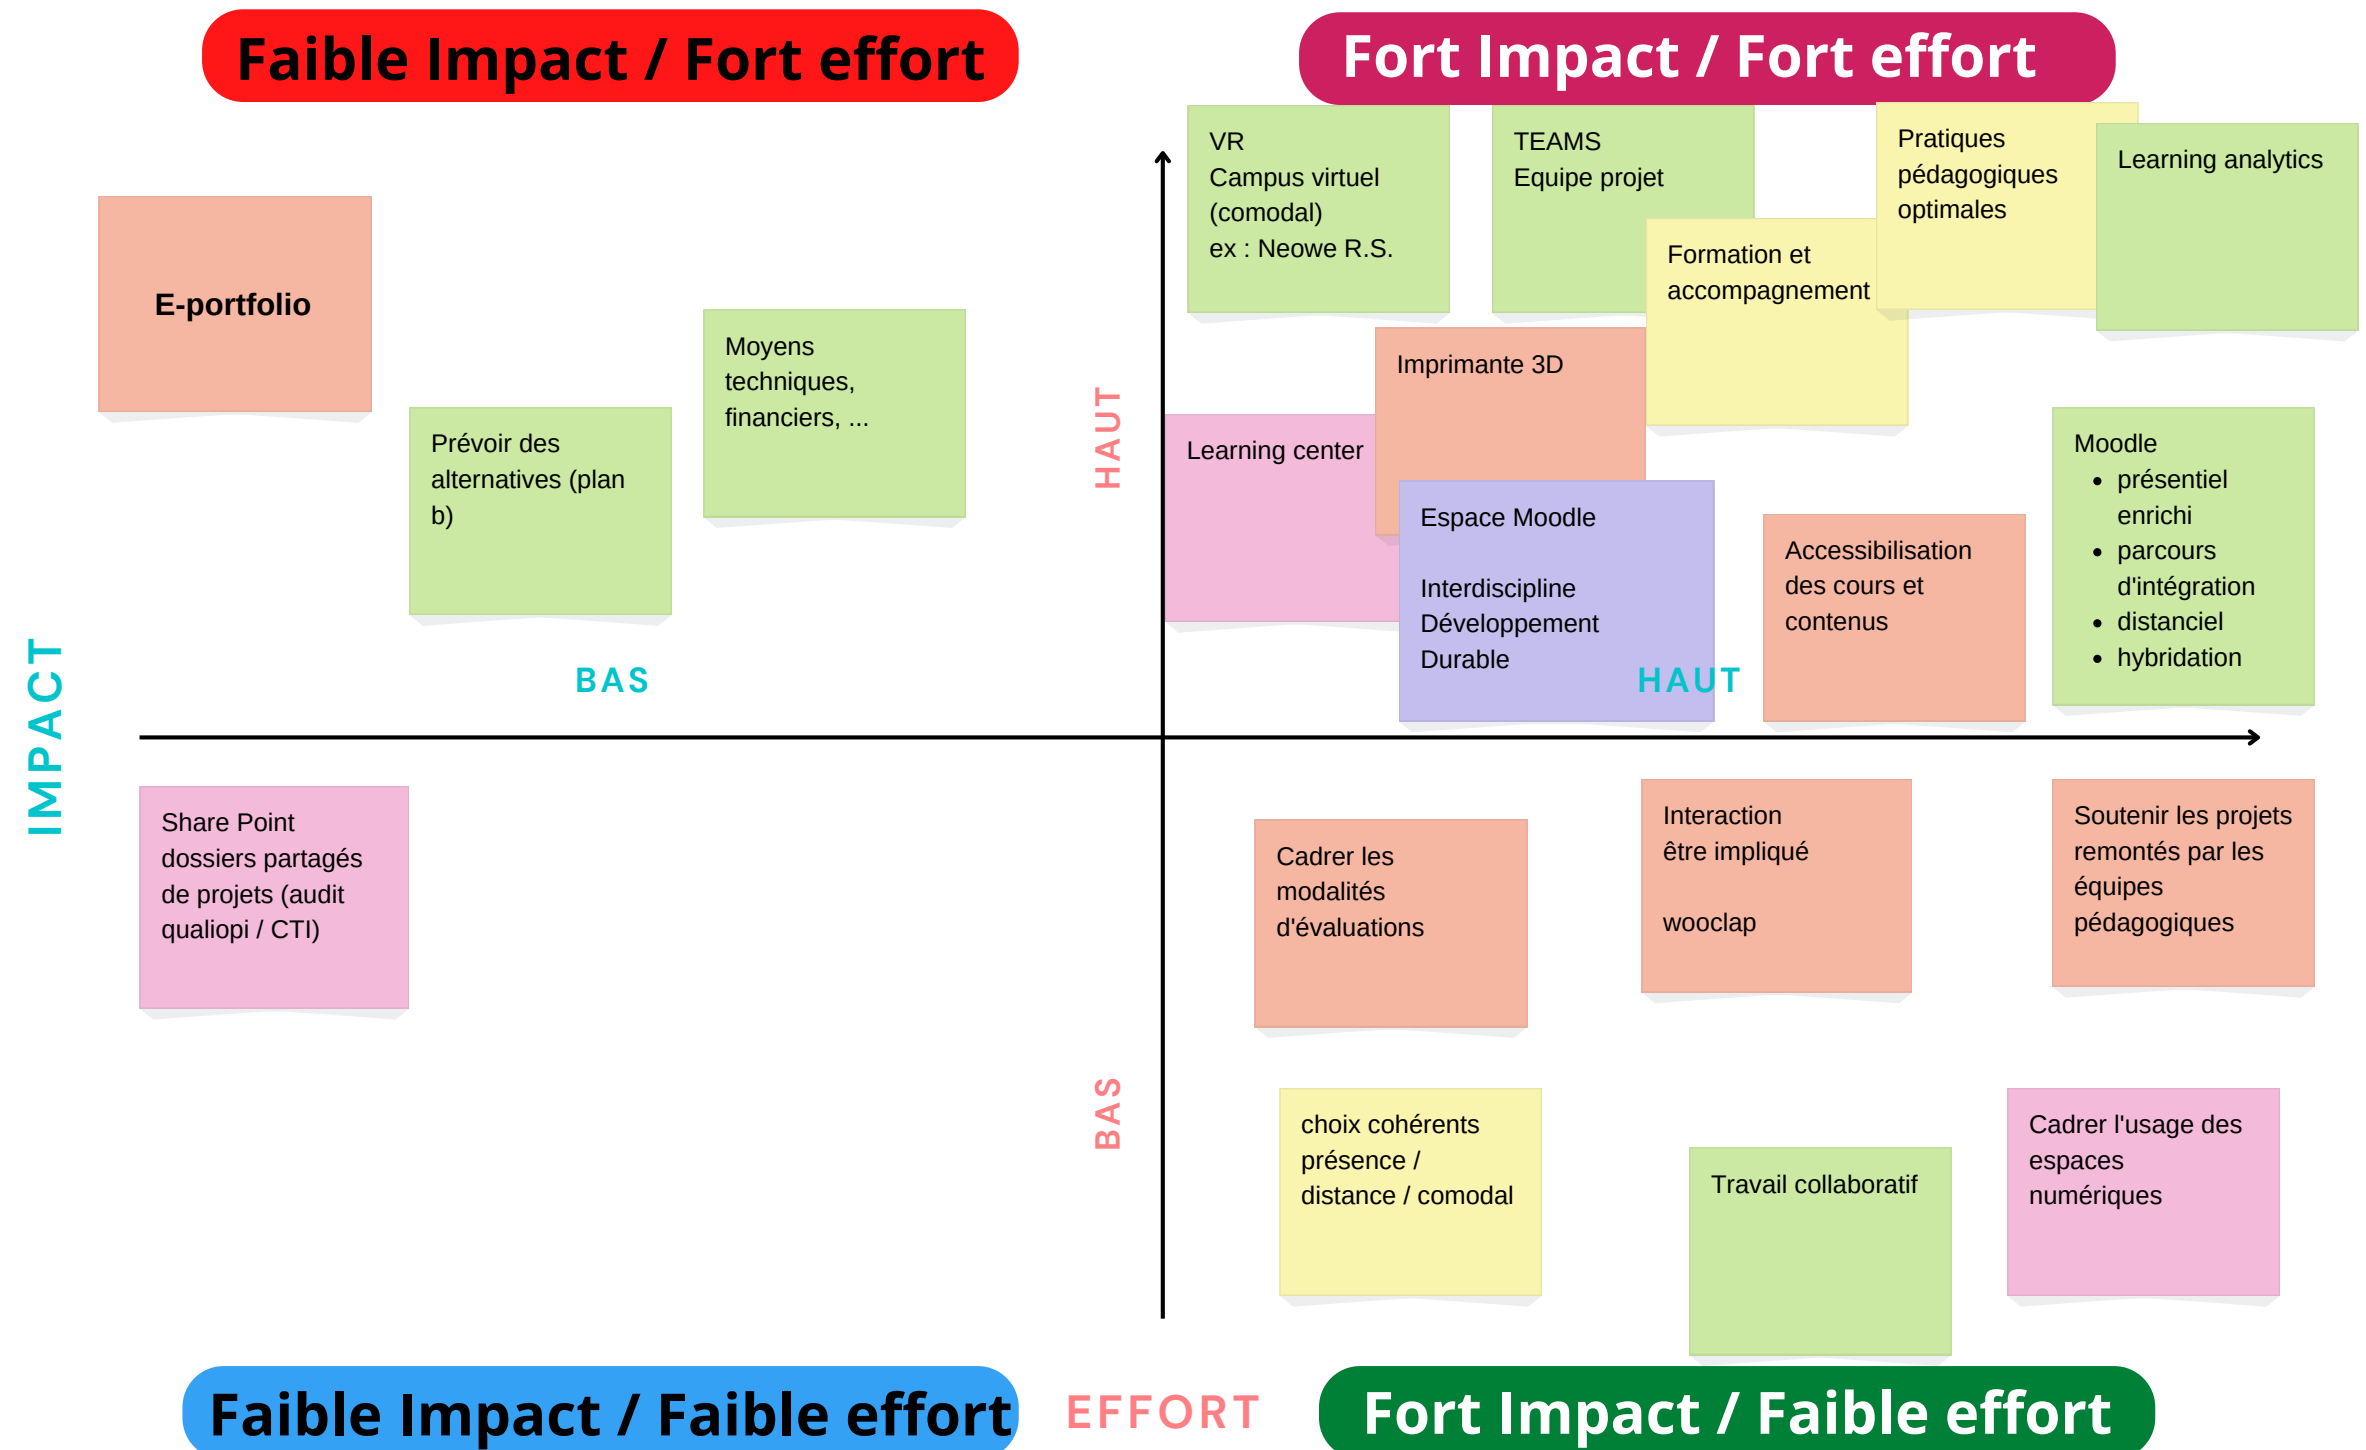 Faible Impact / Fort effort
Fort Impact / Fort effort
E-portfolio
Prévoir des
alternatives (plan
b)
Moyens
techniques,
financiers, ...
VR
Campus virtuel
(comodal)
ex : Neowe R.S.
TEAMS
Equipe projet
Formation et
accompagnement
Pratiques
pédagogiques
optimales
Learning analytics
HAUT
Learning center
Imprimante 3D
Espace Moodle
Interdiscipline
Développement
Durable
Accessibilisation
des cours et
contenus
Moodle
• présentiel
enrichi
• parcours
d'intégration
• distanciel
• hybridation
IMPACT
BAS
HAUT
Share Point
dossiers partagés
de projets (audit
qualiopi / CTI)
Cadrer les
modalités
d'évaluations
Interaction
être impliqué
wooclap
Soutenir les projets
remontés par les
équipes
pédagogiques
BAS
choix cohérents
présence /
distance / comodal
Travail collaboratif
Cadrer l'usage des
espaces
numériques
Faible Impact / Faible effort
EFFORT
Fort Impact / Faible effort